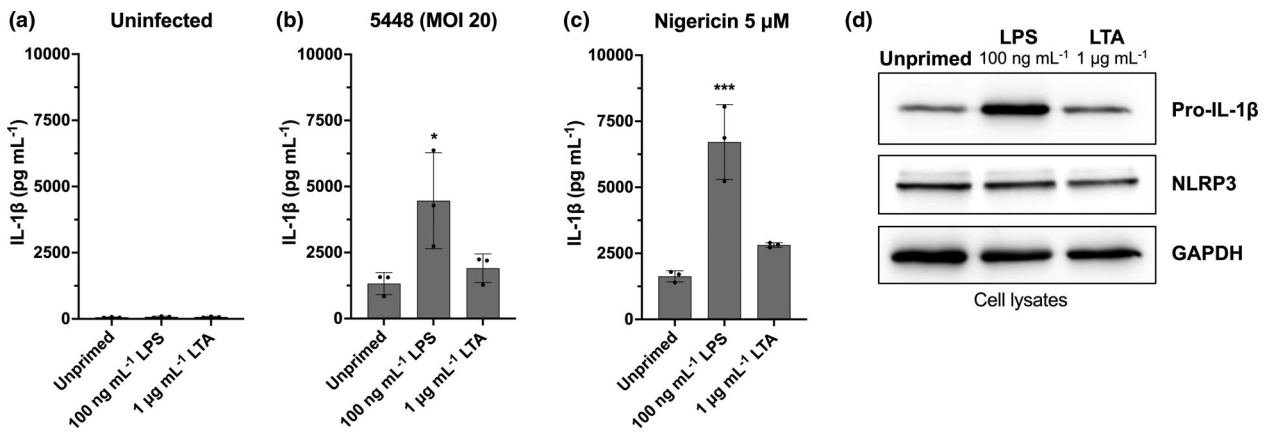 (a) Uninfected
IL-1β (pg mL⁻¹)
10000
7500
5000
2500
0
Unprimed
100 ng mL⁻¹ LPS
1 µg mL⁻¹ LTA
(b) 5448 (MOI 20)
IL-1β (pg mL⁻¹)
10000
7500
5000
2500
0
*
Unprimed
100 ng mL⁻¹ LPS
1 µg mL⁻¹ LTA
(c) Nigericin 5 µM
IL-1β (pg mL⁻¹)
10000
7500
5000
2500
0
***
Unprimed
100 ng mL⁻¹ LPS
1 µg mL⁻¹ LTA
(d)
LPS LTA
Unprimed 100 ng mL⁻¹ 1 µg mL⁻¹
Pro-IL-1β
NLRP3
GAPDH
Cell lysates